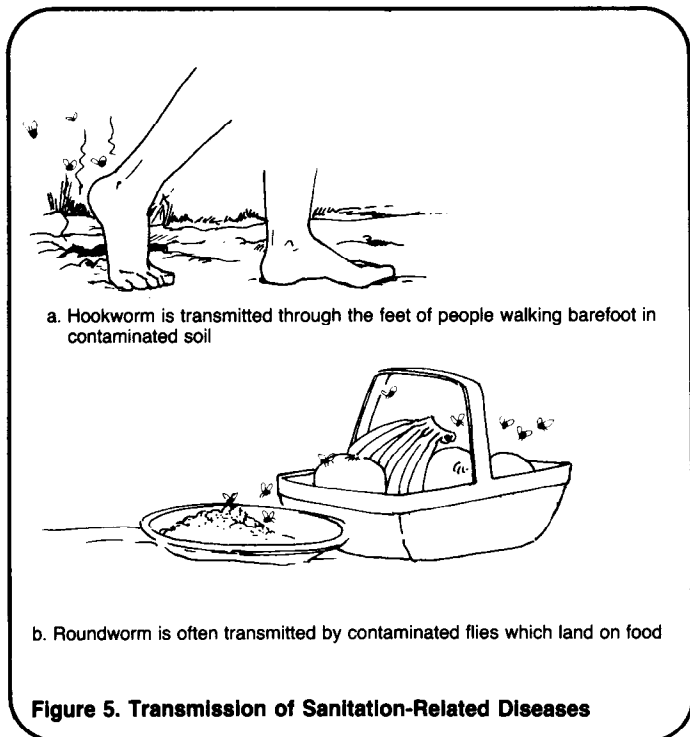 a. Hookworm is transmitted through the feet of people walking barefoot in
contaminated soil
b. Roundworm is often transmitted by contaminated flies which land on food
Figure 5. Transmission of Sanitation-Related Diseases